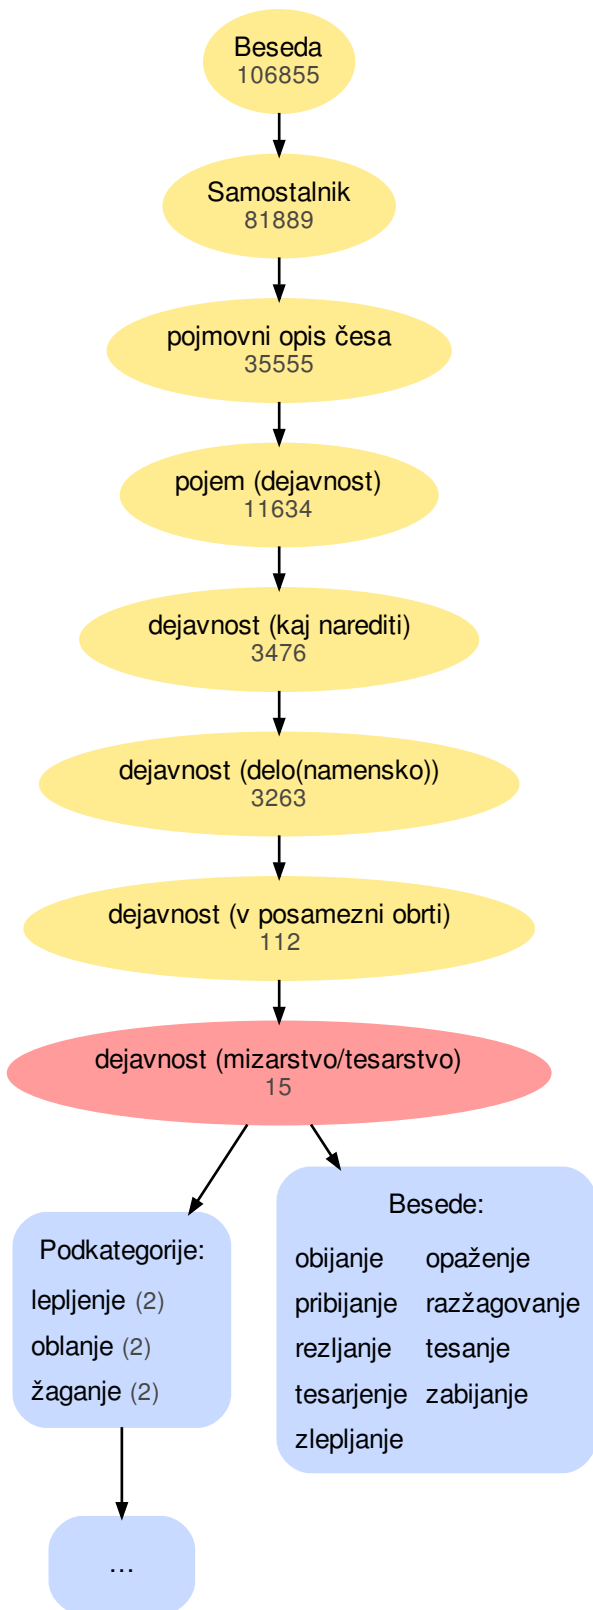 Beseda
106855
Samostalnik
81889
pojmovni opis česa
35555
pojem (dejavnost)
11634
dejavnost (kaj narediti)
3476
dejavnost (delo(namensko))
3263
dejavnost (v posamezni obrti)
112
dejavnost (mizarstvo/tesarstvo)
15
Podkategorije:
lepljenje (2)
oblanje (2)
žaganje (2)
...
Besede:
obijanje opaženje
pribijanje razžagovanje
rezljanje tesanje
tesarjenje zabijanje
zlepljanje